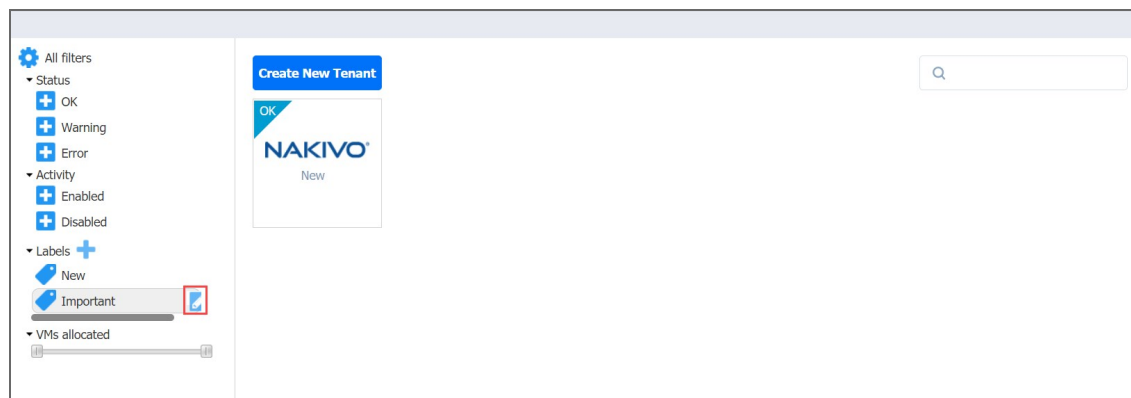 All filters
Status
OK
Warning
Error
Activity
Enabled
Disabled
Labels
New
Important
VMs allocated
Create New Tenant
OK
NAKIVO®
New